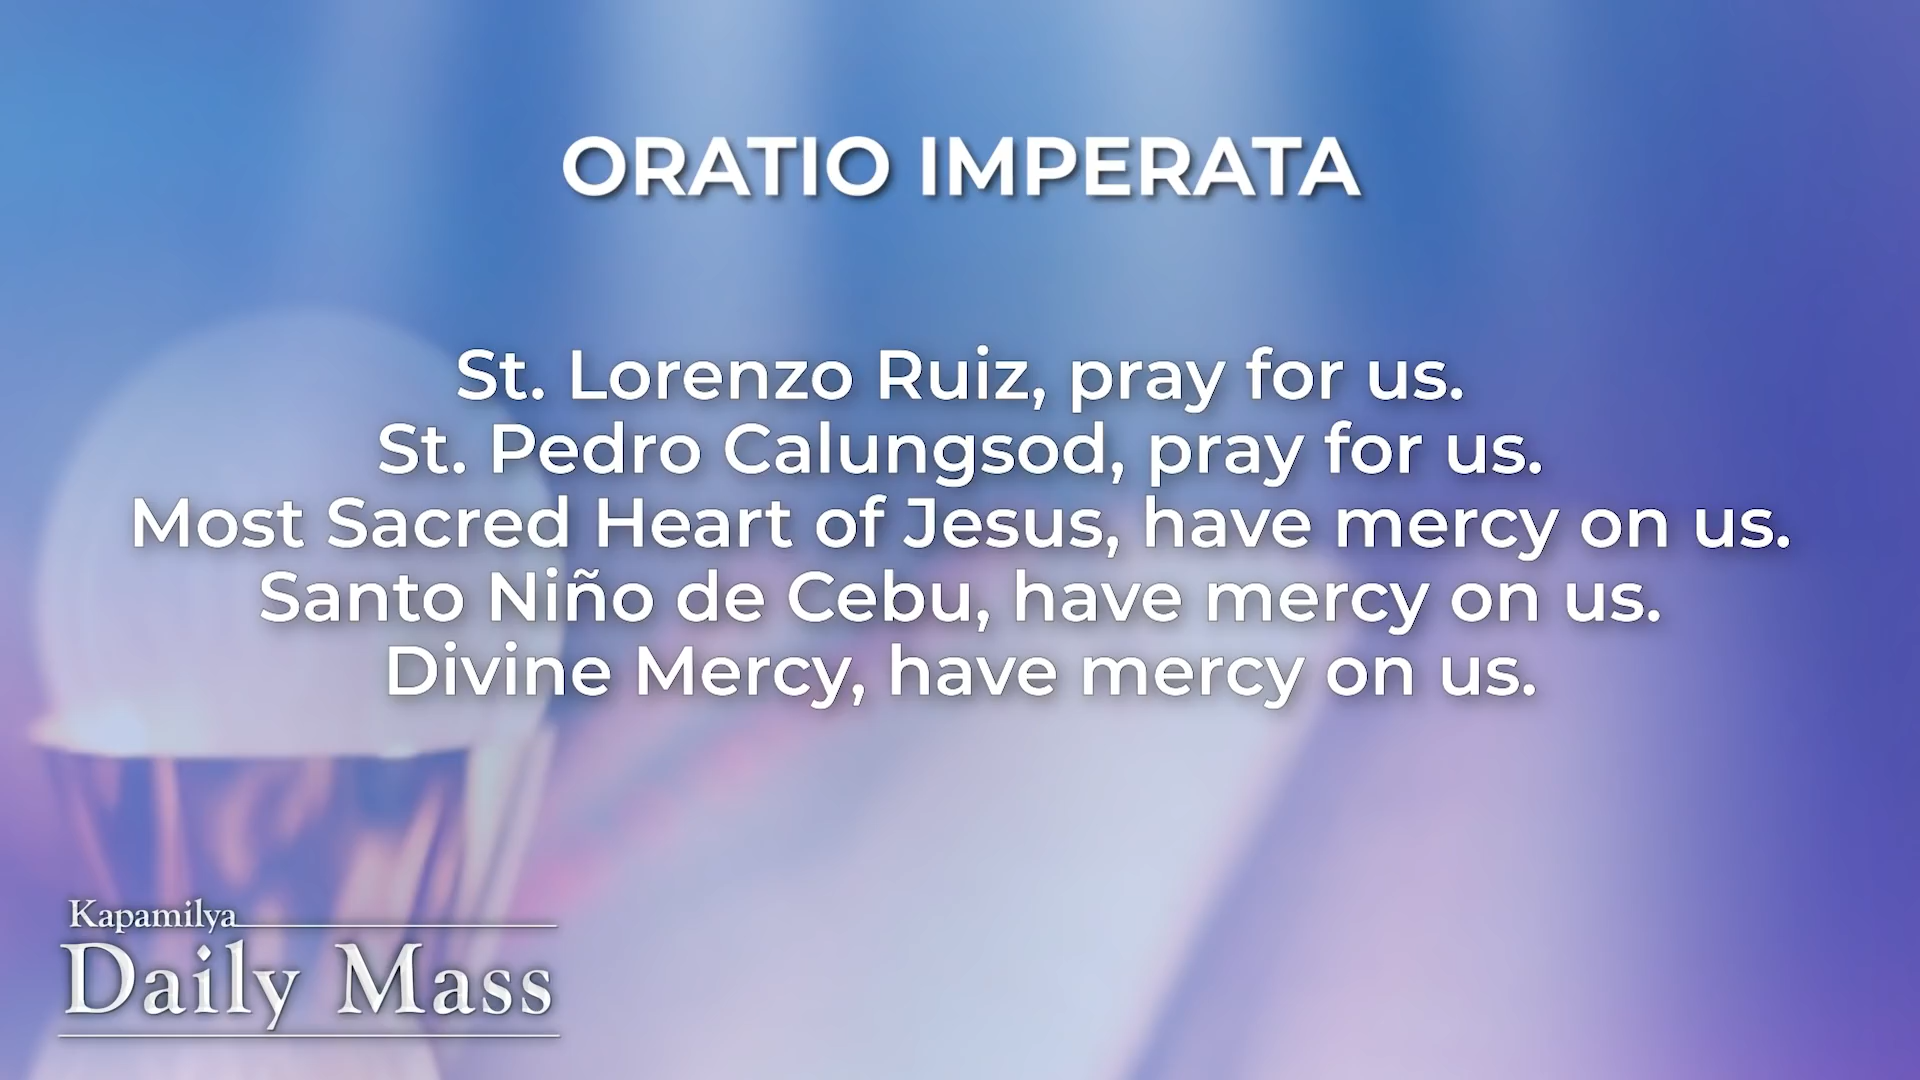 ORATIO IMPERATA
St. Lorenzo Ruiz, pray for us.
St. Pedro Calungsod, pray for us.
Most Sacred Heart of Jesus, have mercy on us.
Santo Niño de Cebu, have mercy on us.
Divine Mercy, have mercy on us.
Kapamilya
Daily Mass